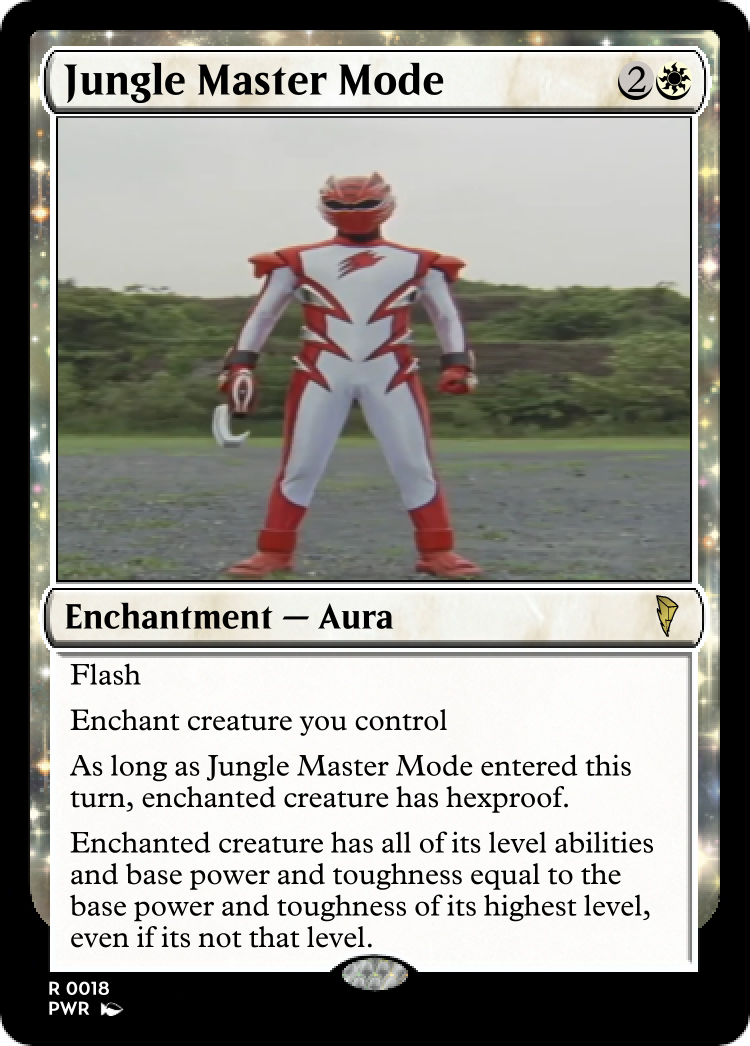 Jungle Master Mode 2
Enchantment — Aura
Flash
Enchant creature you control
As long as Jungle Master Mode entered this
turn, enchanted creature has hexproof.
Enchanted creature has all of its level abilities
and base power and toughness equal to the
base power and toughness of its highest level,
even if its not that level.
R 0018
PWR